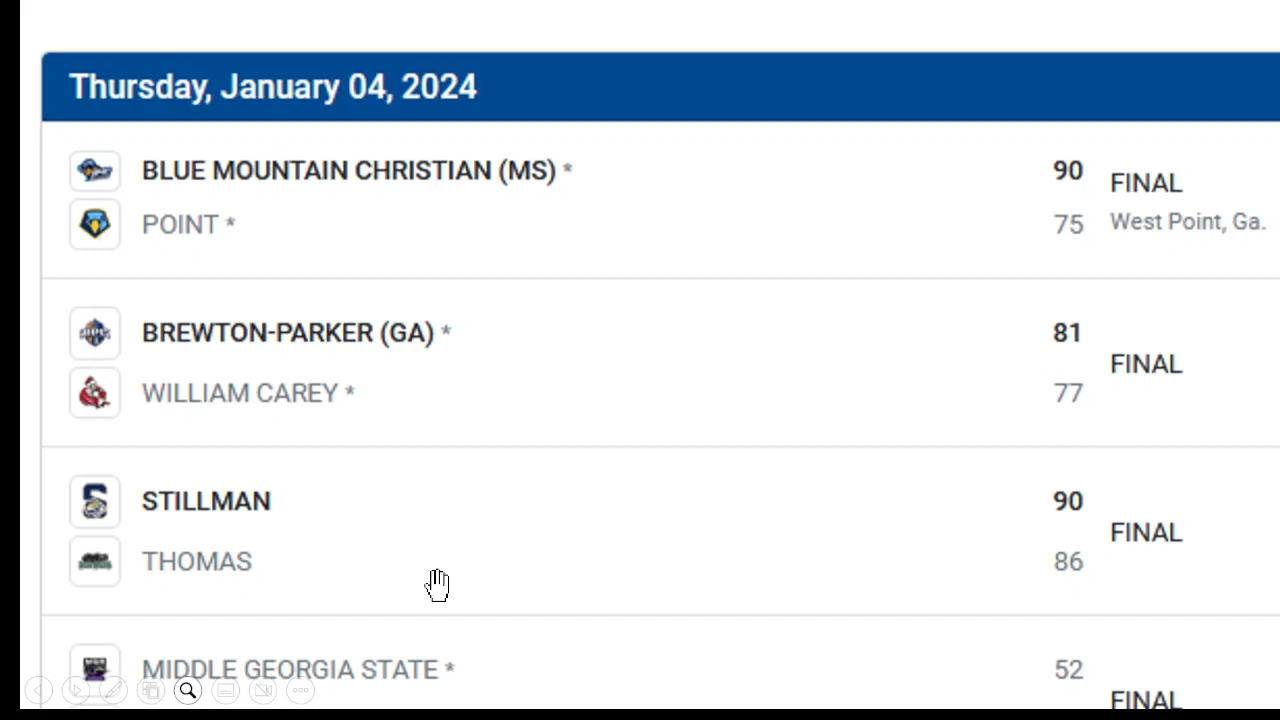 Thursday, January 04, 2024
BLUE MOUNTAIN CHRISTIAN (MS) * 90 FINAL
POINT * 75 West Point, Ga.
BREWTON-PARKER (GA) * 81
FINAL
WILLIAM CAREY * 77
STILLMAN 90
FINAL
THOMAS 86
MIDDLE GEORGIA STATE * 52
FINAL